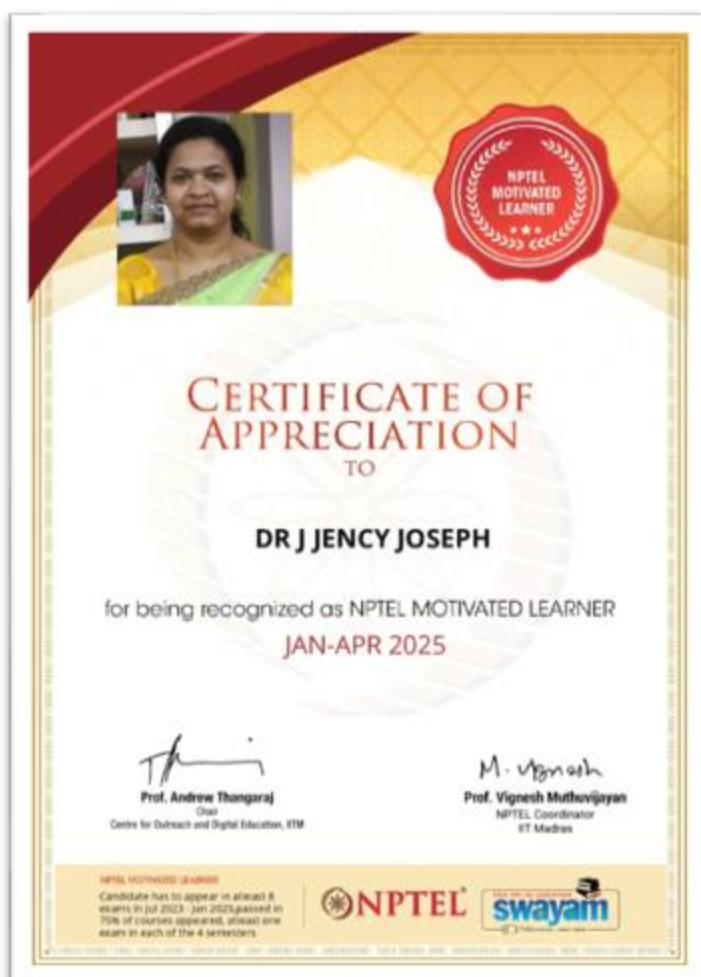 NPTEL
MOTIVATED
LEARNER
CERTIFICATE OF
APPRECIATION
TO
DR J JENCY JOSEPH
for being recognized as NPTEL MOTIVATED LEARNER
JAN-APR 2025
M. Vignesh
Prof. Andrew Thangaraj
Chair
Centre for Outreach and Digital Education, IITM
Prof. Vignesh Muthuvijayan
NPTEL Coordinator
IIT Madras
NPTEL MOTIVATED LEARNER
Candidate has to appear in atleast 8
exams in Jul 2023 - Jan 2025,passed in
75% of courses appeared, atleast one
exam in each of the 4 semesters
NPTEL
swayam